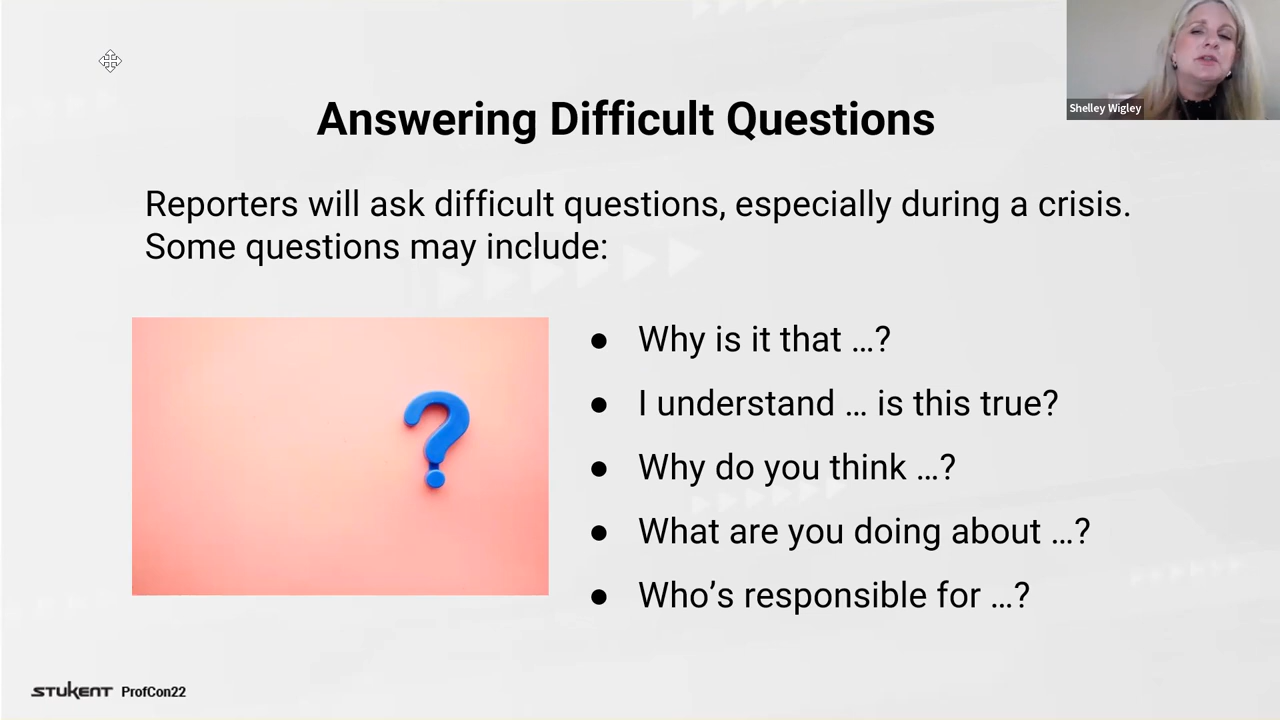 Shelley Wigley
Answering Difficult Questions
Reporters will ask difficult questions, especially during a crisis.
Some questions may include:
● Why is it that …?
● I understand … is this true?
● Why do you think …?
● What are you doing about …?
● Who’s responsible for …?
?
STUKENT ProfCon22